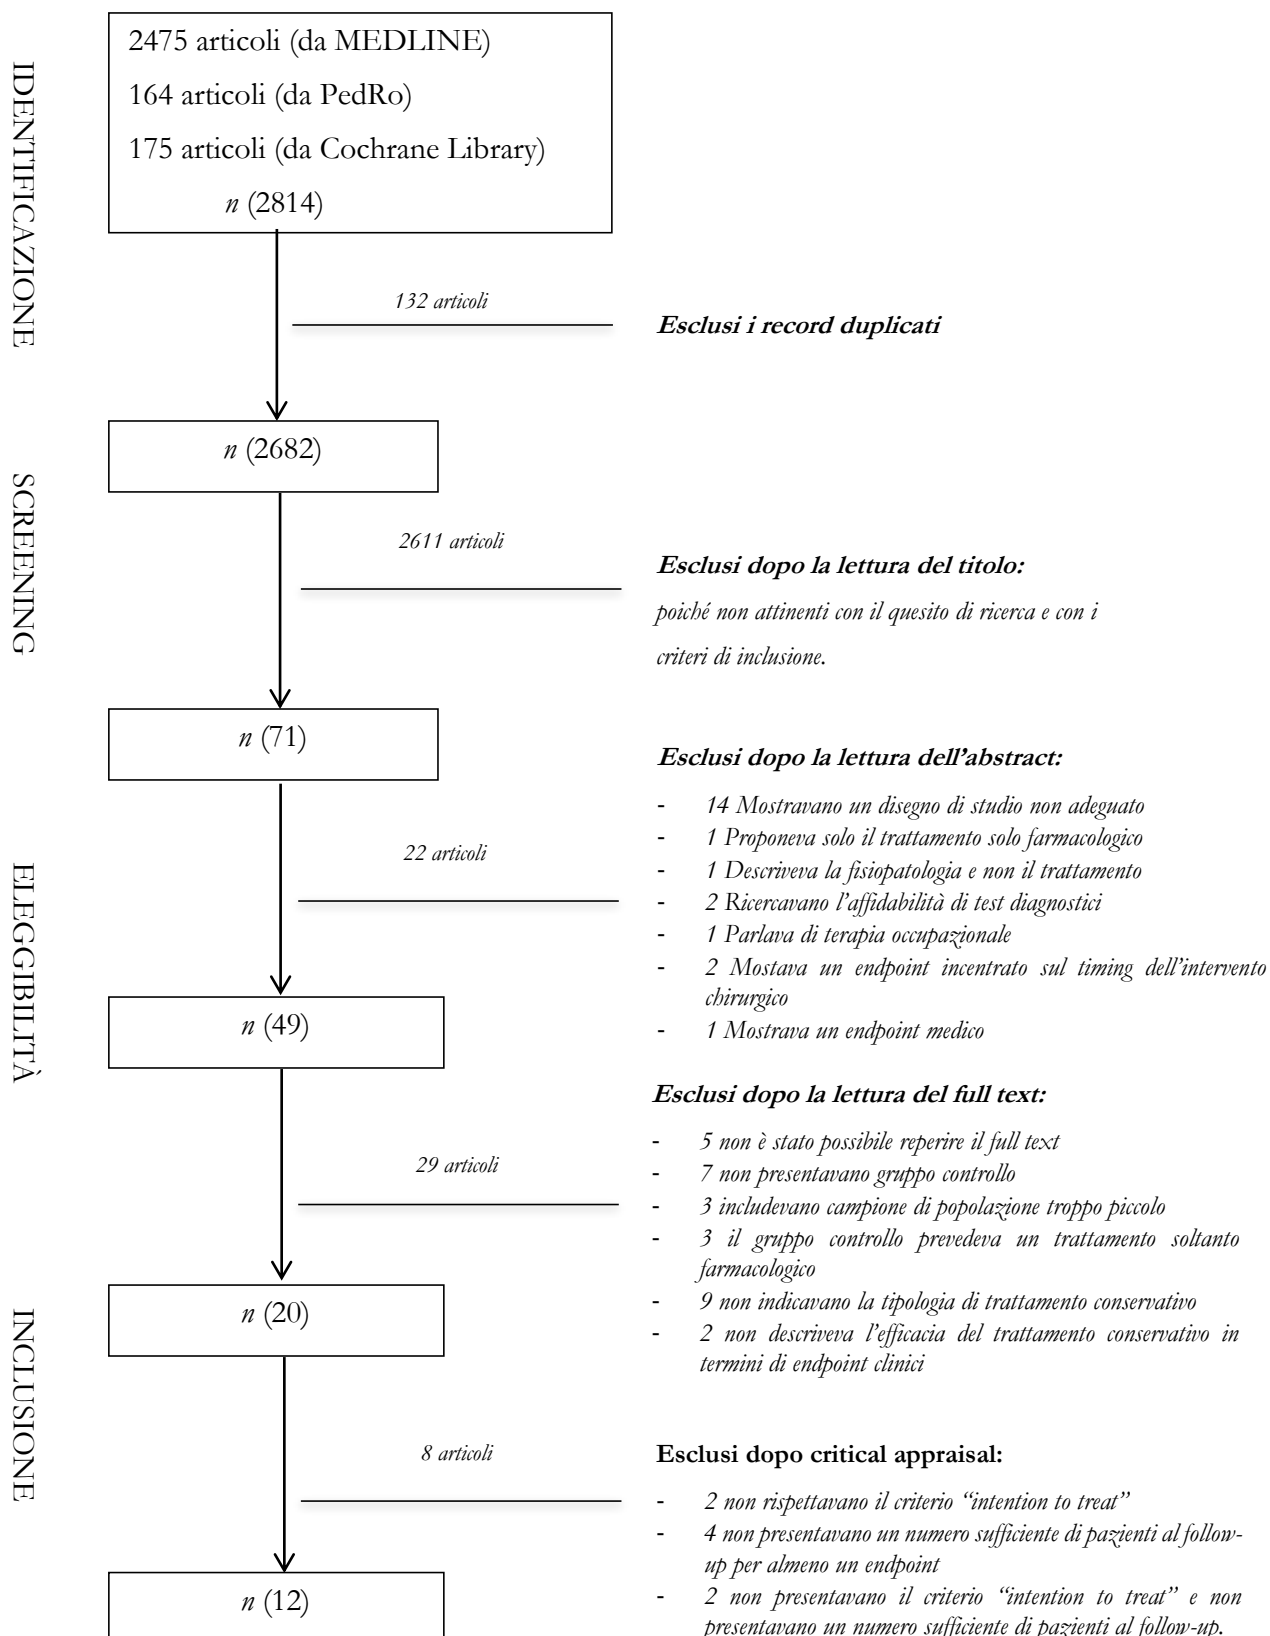 IDENTIFICAZIONE
2475 articoli (da MEDLINE)
164 articoli (da PedRo)
175 articoli (da Cochrane Library)
n (2814)
132 articoli
Esclusi i record duplicati
SCREENING
n (2682)
2611 articoli
Esclusi dopo la lettura del titolo:
poiché non attinenti con il quesito di ricerca e con i
criteri di inclusione.
n (71)
ELEGGIBILITÀ
22 articoli
Esclusi dopo la lettura dell'abstract:
- 14 Mostravano un disegno di studio non adeguato
- 1 Proponeva solo il trattamento solo farmacologico
- 1 Descriveva la fisiopatologia e non il trattamento
- 2 Ricercavano l'affidabilità di test diagnostici
- 1 Parlava di terapia occupazionale
- 2 Mostava un endpoint incentrato sul timing dell'intervento
chirurgico
- 1 Mostrava un endpoint medico
n (49)
29 articoli
Esclusi dopo la lettura del full text:
- 5 non è stato possibile reperire il full text
- 7 non presentavano gruppo controllo
- 3 includevano campione di popolazione troppo piccolo
- 3 il gruppo controllo prevedeva un trattamento soltanto
farmacologico
- 9 non indicavano la tipologia di trattamento conservativo
- 2 non descriveva l'efficacia del trattamento conservativo in
termini di endpoint clinici
INCLUSIONE
n (20)
8 articoli
Esclusi dopo critical appraisal:
- 2 non rispettavano il criterio “intention to treat”
- 4 non presentavano un numero sufficiente di pazienti al follow-
up per almeno un endpoint
- 2 non presentavano il criterio “intention to treat” e non
presentavano un numero sufficiente di pazienti al follow-up.
n (12)